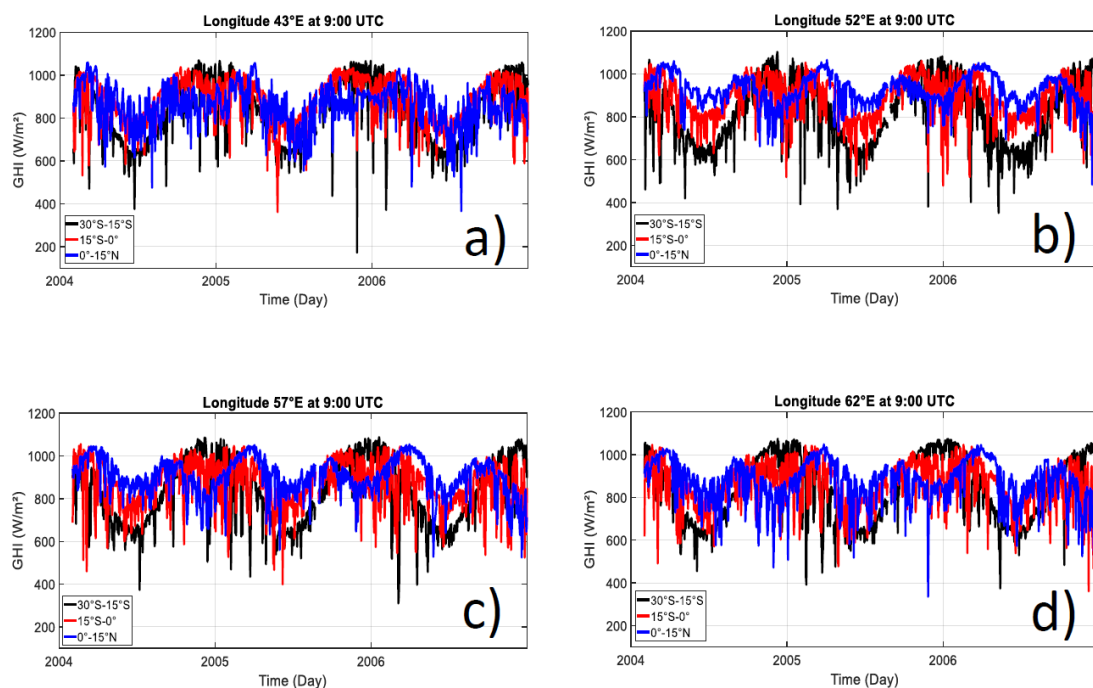 Longitude 43°E at 9:00 UTC
1200
1000
800
600
400
200
GHI (W/m²)
30°S-15°S
15°S-0°
0°-15°N
a)
2004
2005
2006
Time (Day)
Longitude 52°E at 9:00 UTC
1200
1000
800
600
400
200
GHI (W/m²)
30°S-15°S
15°S-0°
0°-15°N
b)
2004
2005
2006
Time (Day)
Longitude 57°E at 9:00 UTC
1200
1000
800
600
400
200
GHI (W/m²)
30°S-15°S
15°S-0°
0°-15°N
c)
2004
2005
2006
Time (Day)
Longitude 62°E at 9:00 UTC
1200
1000
800
600
400
200
GHI (W/m²)
30°S-15°S
15°S-0°
0°-15°N
d)
2004
2005
2006
Time (Day)